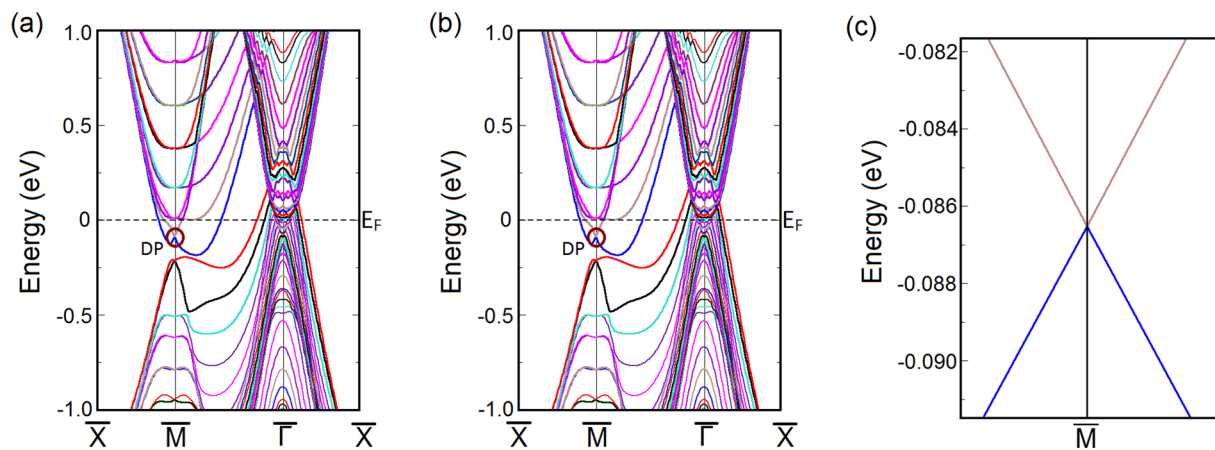 (a)
Energy (eV)
1.0
0.5
0
-0.5
-1.0
DP
E_F
X̅
M̅
Γ̅
X̅
(b)
Energy (eV)
1.0
0.5
0
-0.5
-1.0
DP
E_F
X̅
M̅
Γ̅
X̅
(c)
Energy (eV)
-0.082
-0.084
-0.086
-0.088
-0.090
M̅